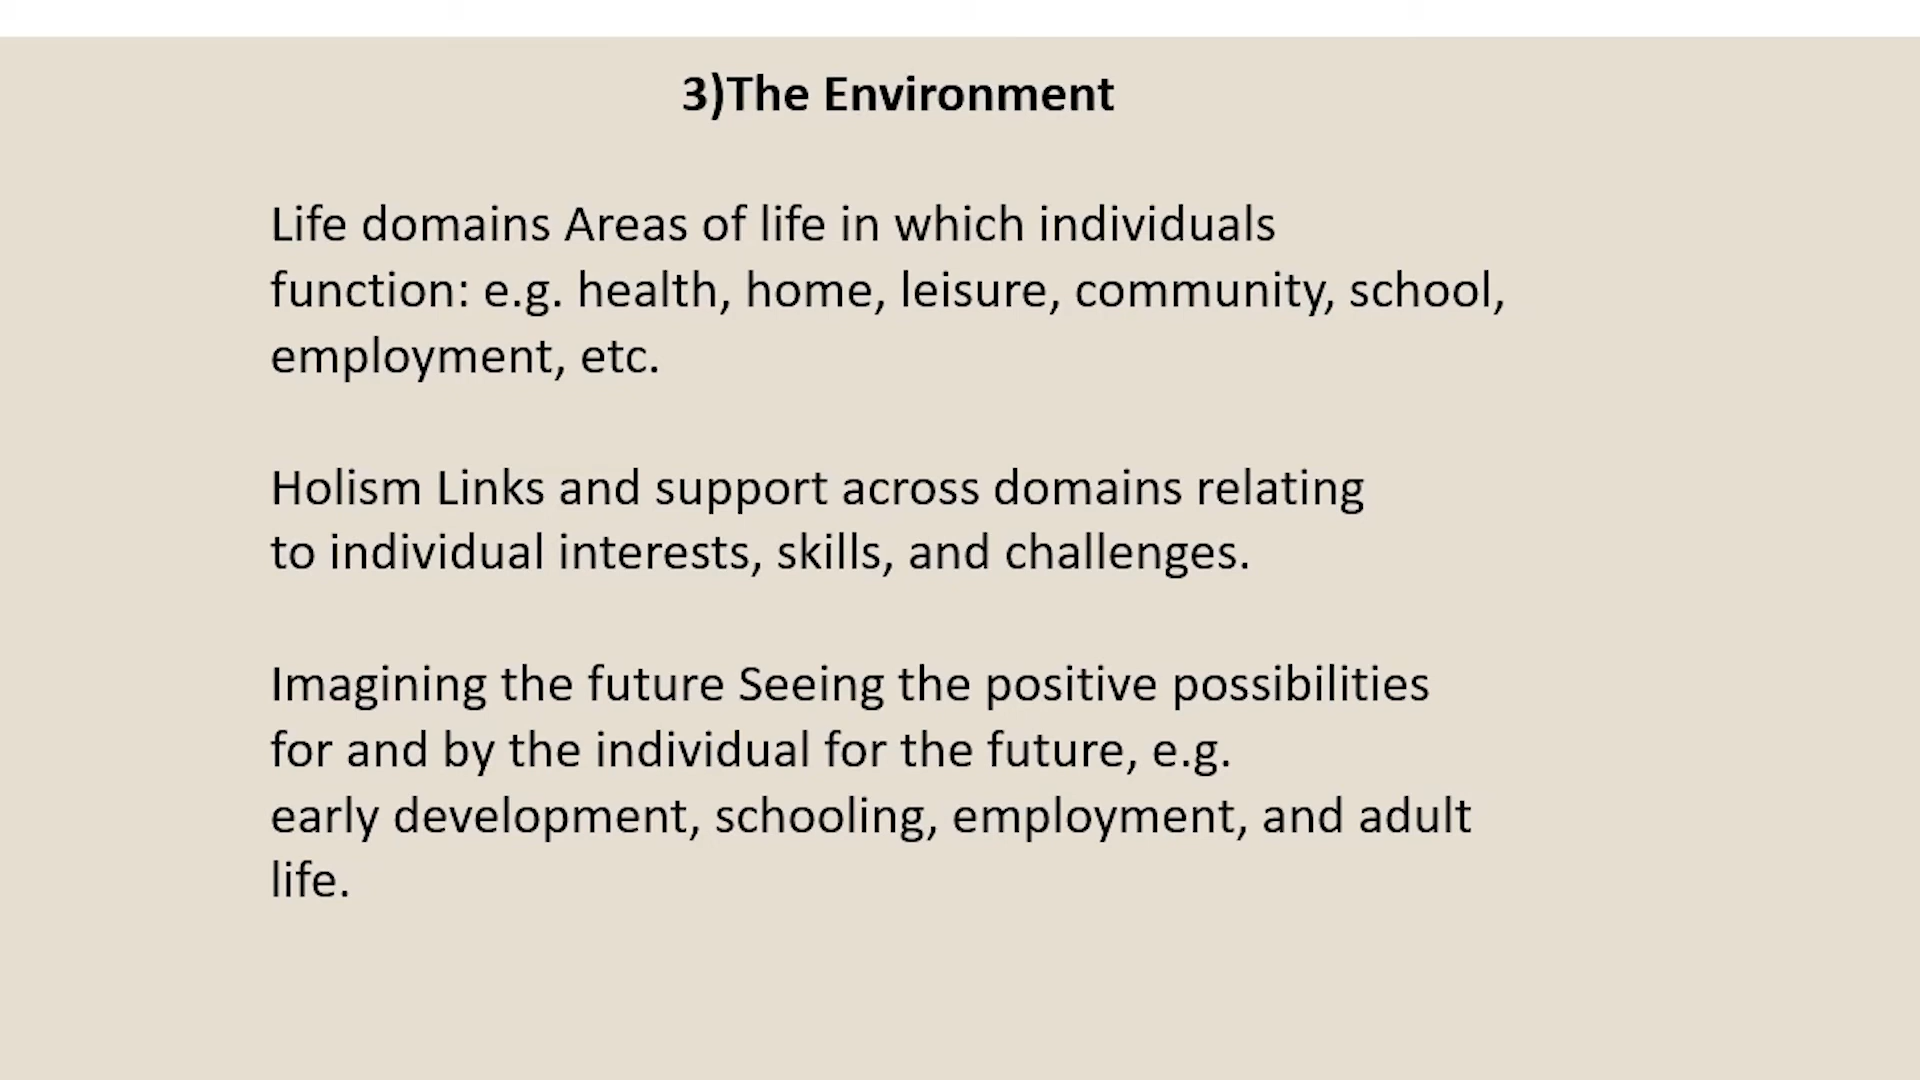 3)The Environment
Life domains Areas of life in which individuals
function: e.g. health, home, leisure, community, school,
employment, etc.
Holism Links and support across domains relating
to individual interests, skills, and challenges.
Imagining the future Seeing the positive possibilities
for and by the individual for the future, e.g.
early development, schooling, employment, and adult
life.